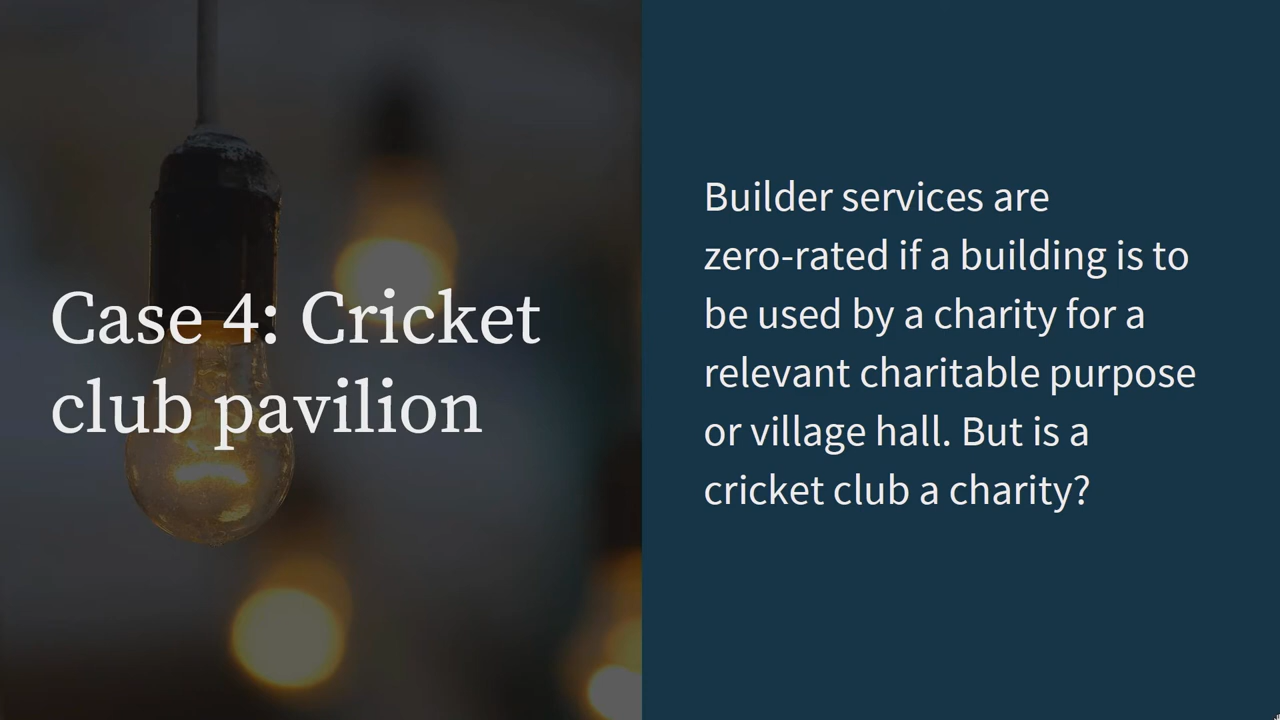 Case 4: Cricket
club pavilion
Builder services are
zero-rated if a building is to
be used by a charity for a
relevant charitable purpose
or village hall. But is a
cricket club a charity?